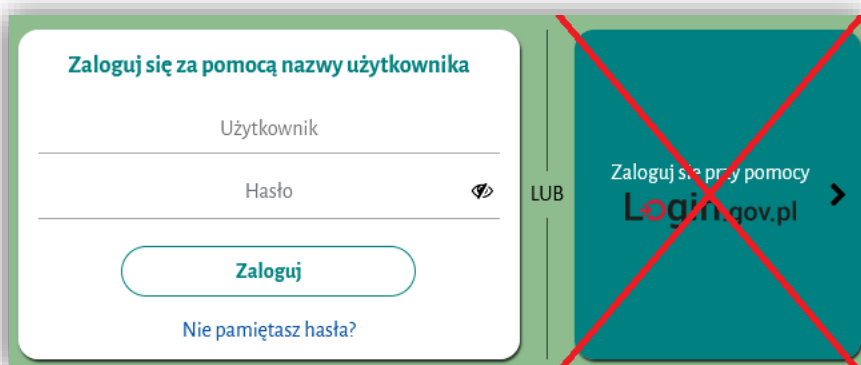 Zaloguj się za pomocą nazwy użytkownika
Użytkownik
Hasło
Zaloguj
Nie pamiętasz hasła?
LUB
Zaloguj się przy pomocy
Login.gov.pl